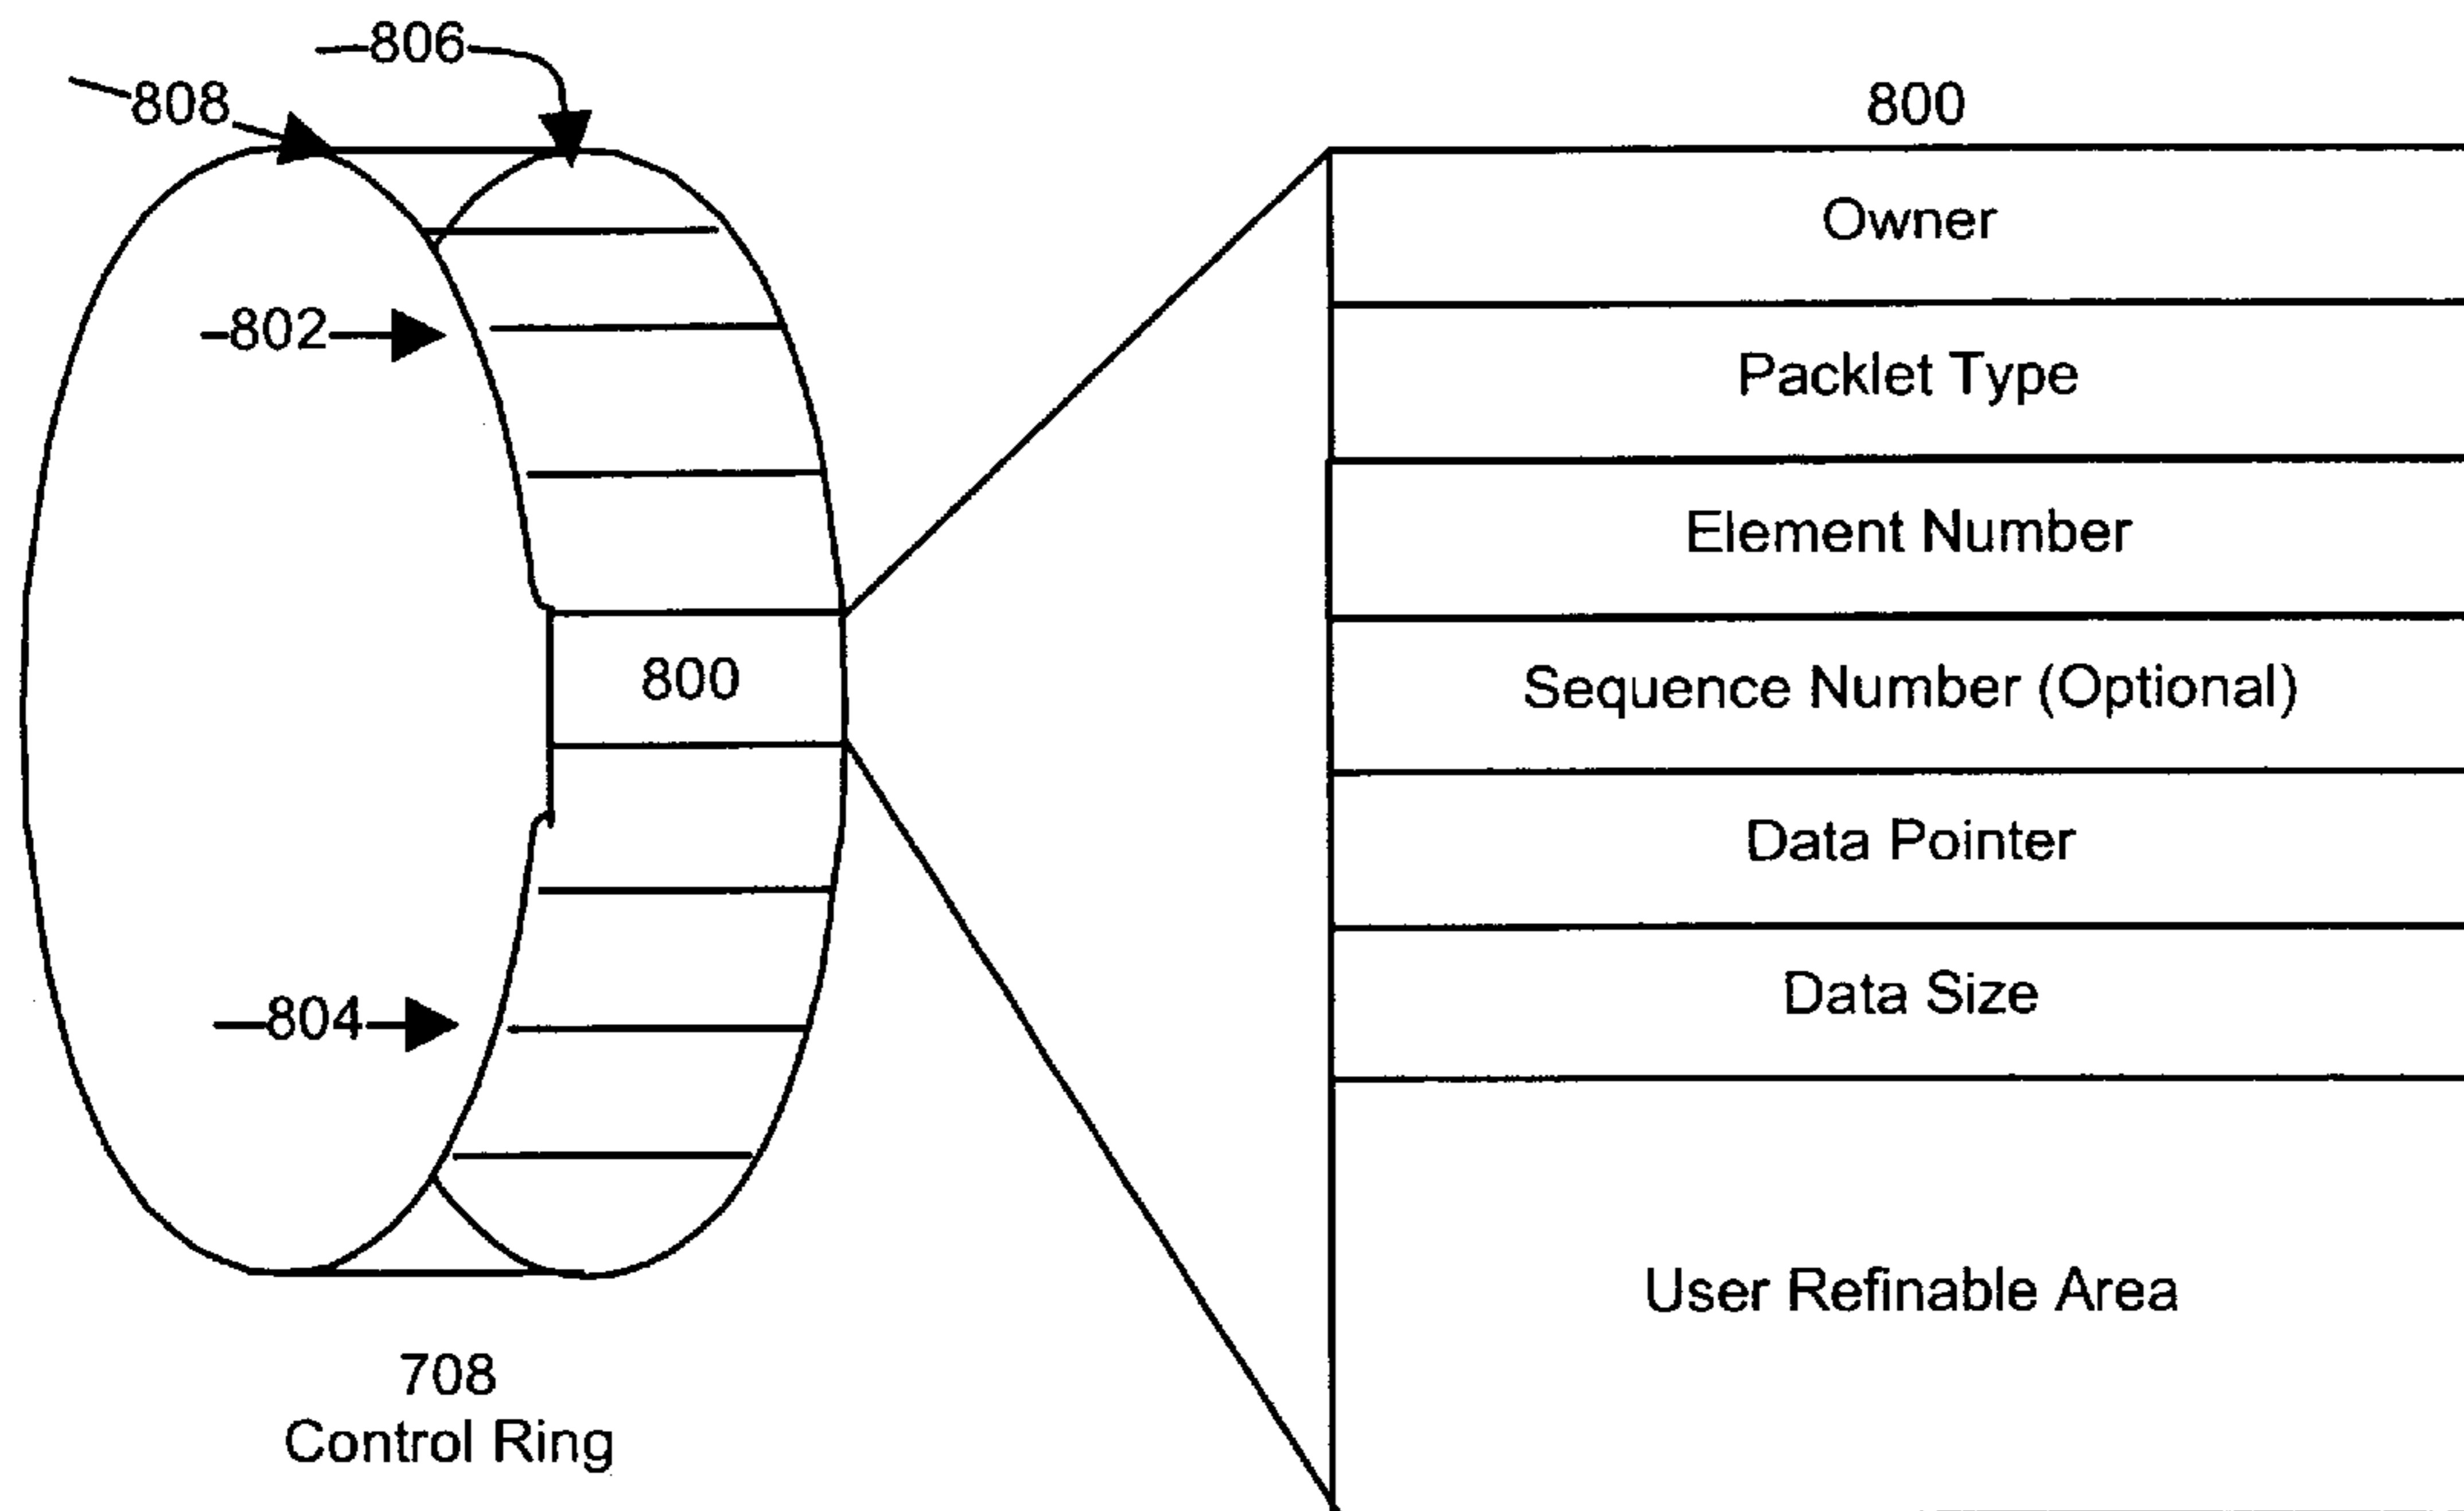 806
808
800
Owner
Packlet Type
802
Element Number
800
Sequence Number (Optional)
Data Pointer
804
Data Size
User Refinable Area
708
Control Ring